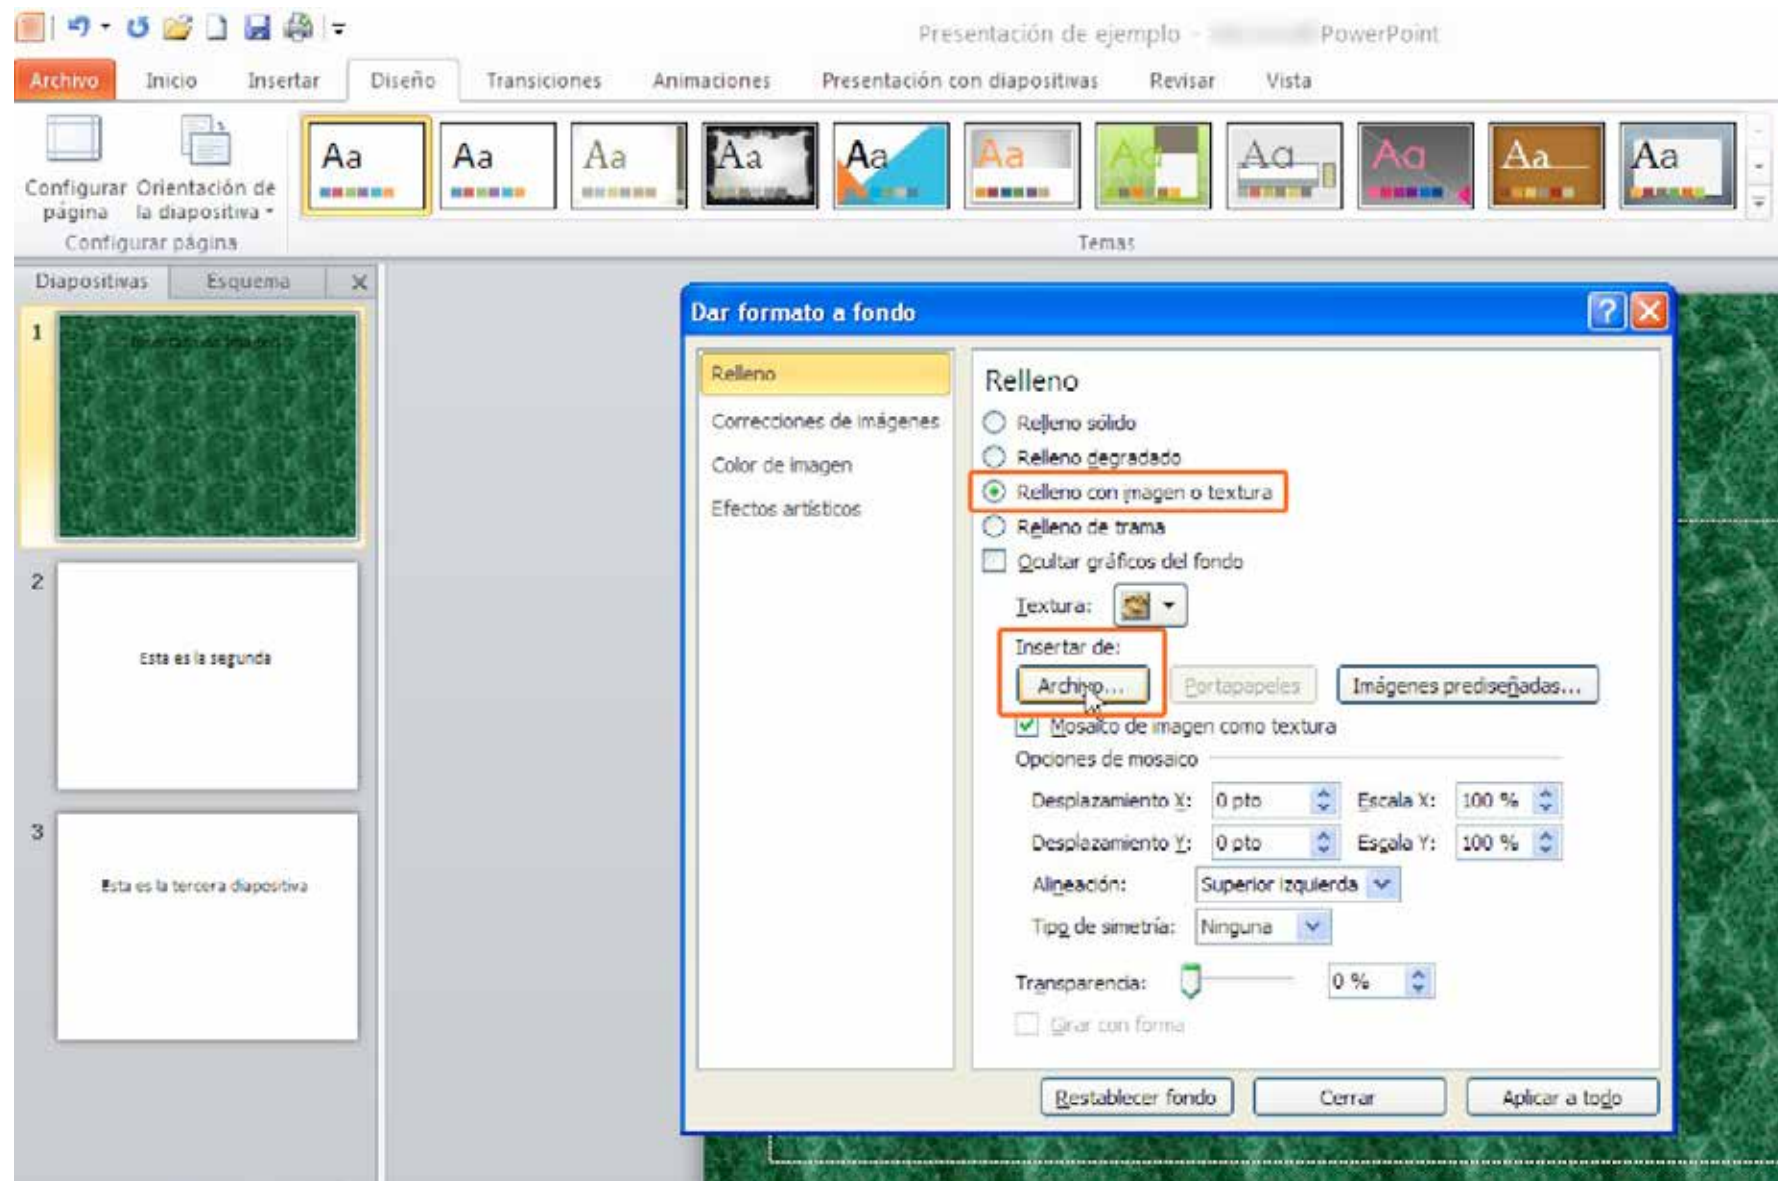 Presentación de ejemplo - PowerPoint
Archivo Inicio Insertar Diseño Transiciones Animaciones Presentación con diapositivas Revisar Vista
Aa Aa Aa Aa Aa Aa Aa Aa Aa Aa Aa
Configurar página
Orientación de la diapositiva
Configurar página
Temas
Diapositivas Esquema
1
2
Esta es la segunda
3
Esta es la tercera diapositiva
Dar formato a fondo
Relleno
Correcciones de imágenes
Color de imagen
Efectos artísticos
Relleno
Relleno sólido
Relleno degradado
Relleno con imagen o textura
Relleno de trama
Ocultar gráficos del fondo
Textura:
Insertar de:
Archivo... Portapapeles Imágenes prediseñadas...
Mosaico de imagen como textura
Opciones de mosaico
Desplazamiento X: 0 pto Escala X: 100 %
Desplazamiento Y: 0 pto Escala Y: 100 %
Alineación: Superior izquierda
Tipo de simetría: Ninguna
Transparencia: 0 %
Girar con forma
Restablecer fondo Cerrar Aplicar a todo